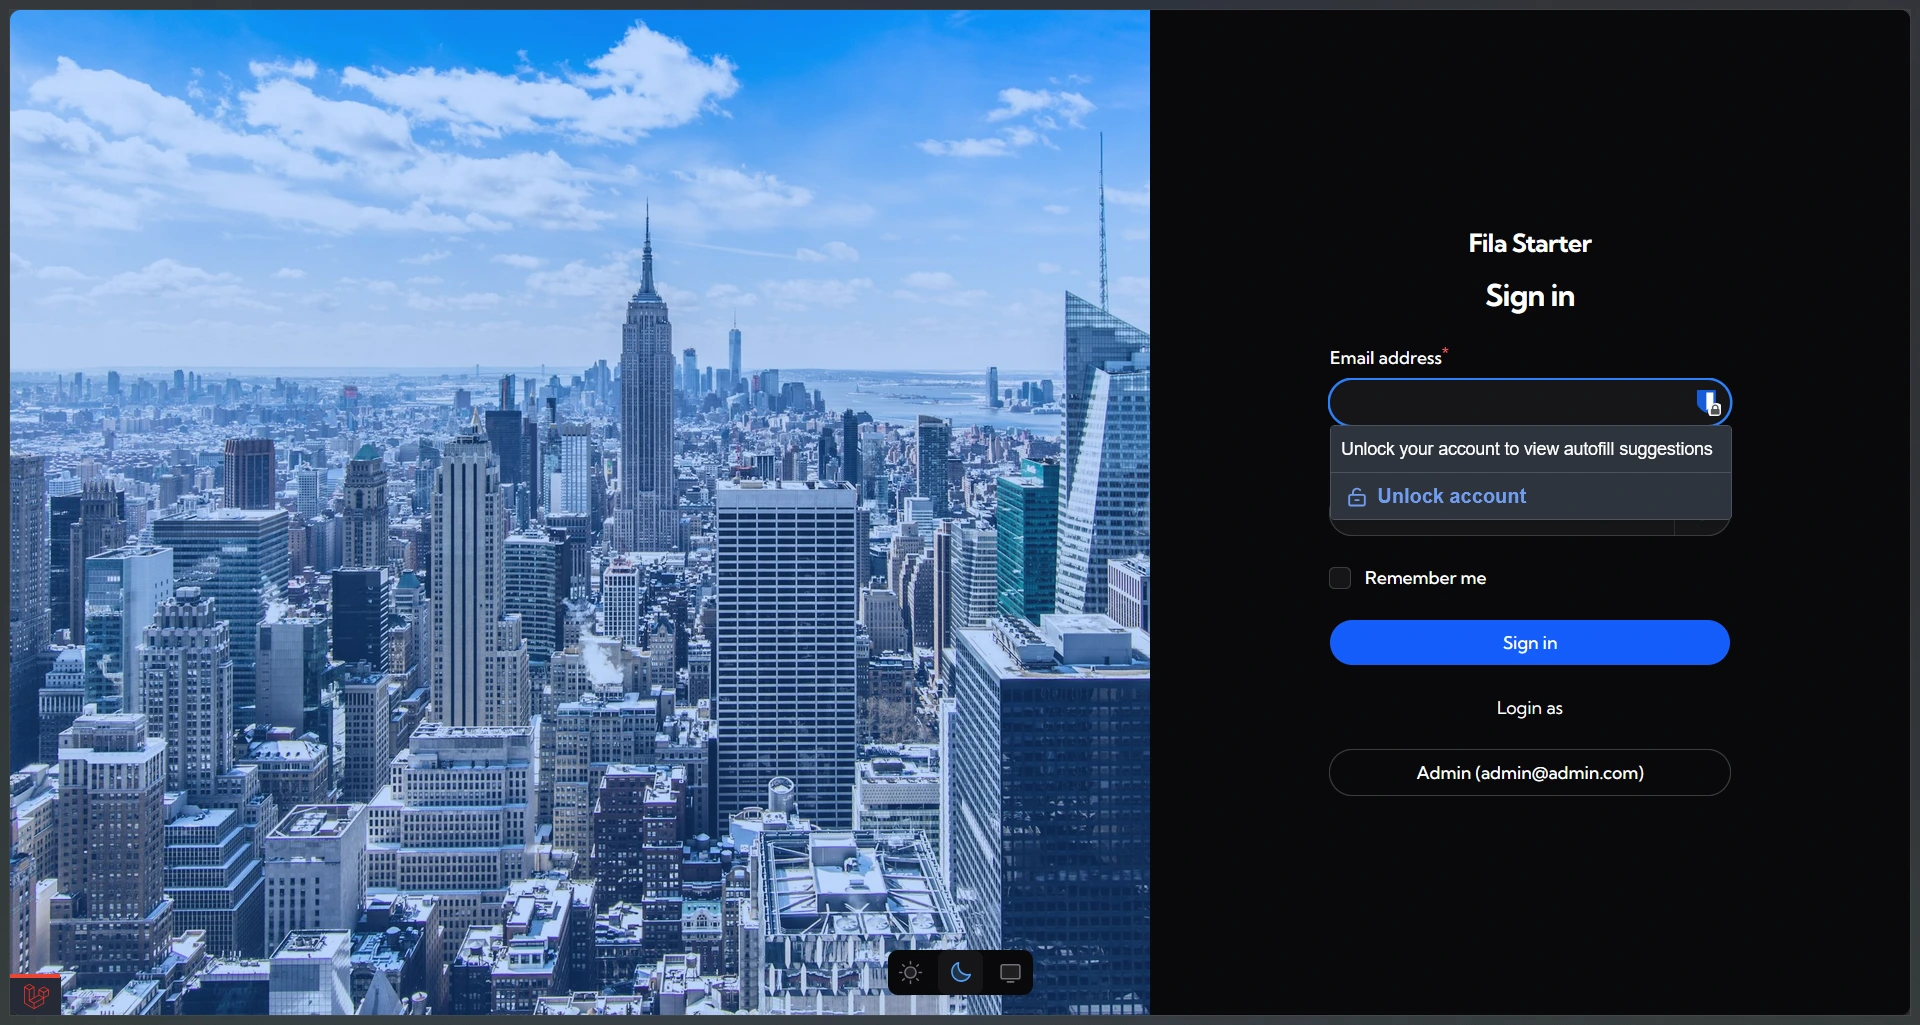 Fila Starter
Sign in
Email address*
Unlock your account to view autofill suggestions
Unlock account
Remember me
Sign in
Login as
Admin (admin@admin.com)